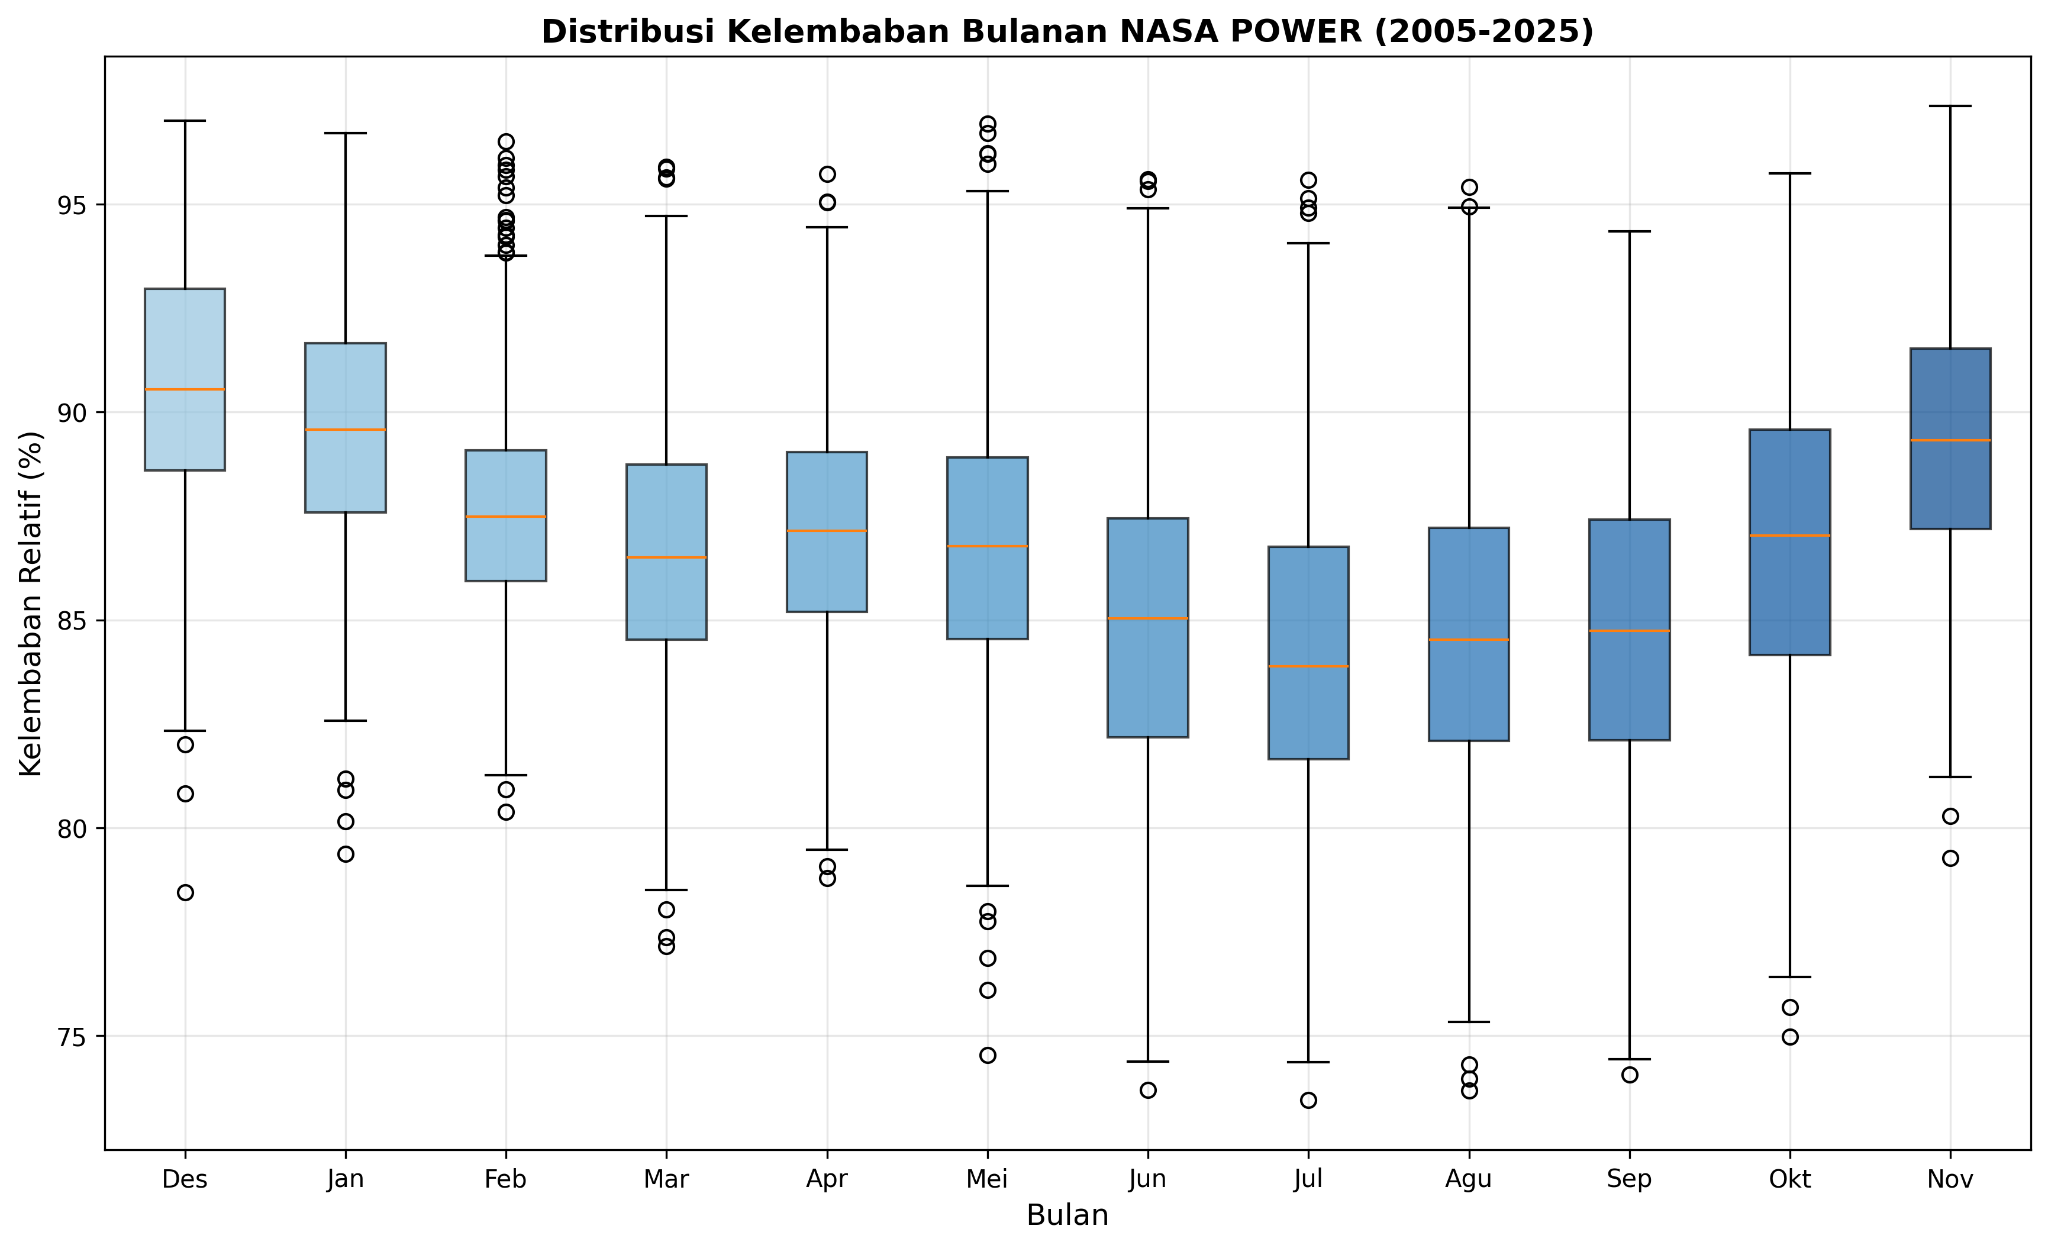 Distribusi Kelembaban Bulanan NASA POWER (2005-2025)
Kelembaban Relatif (%)
95
90
85
80
75
Des Jan Feb Mar Apr Mei Jun Jul Agu Sep Okt Nov
Bulan